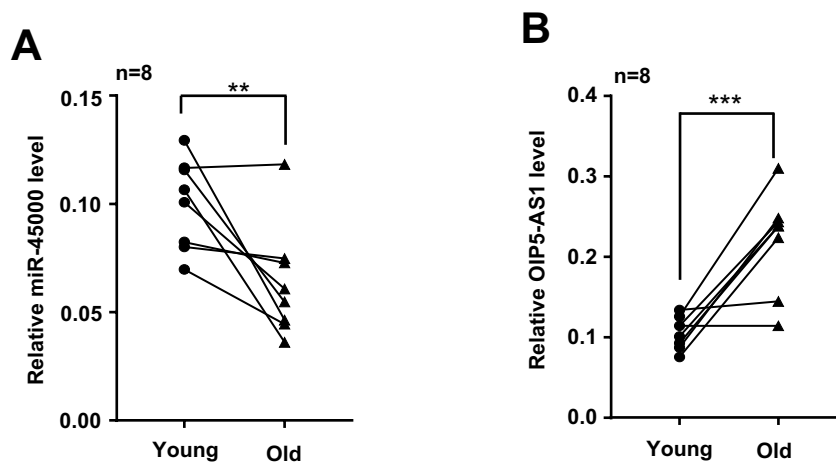 A
n=8
**
0.15
0.10
0.05
0.00
Relative miR-45000 level
Young
Old
B
n=8
***
0.4
0.3
0.2
0.1
0.0
Relative OIP5-AS1 level
Young
Old